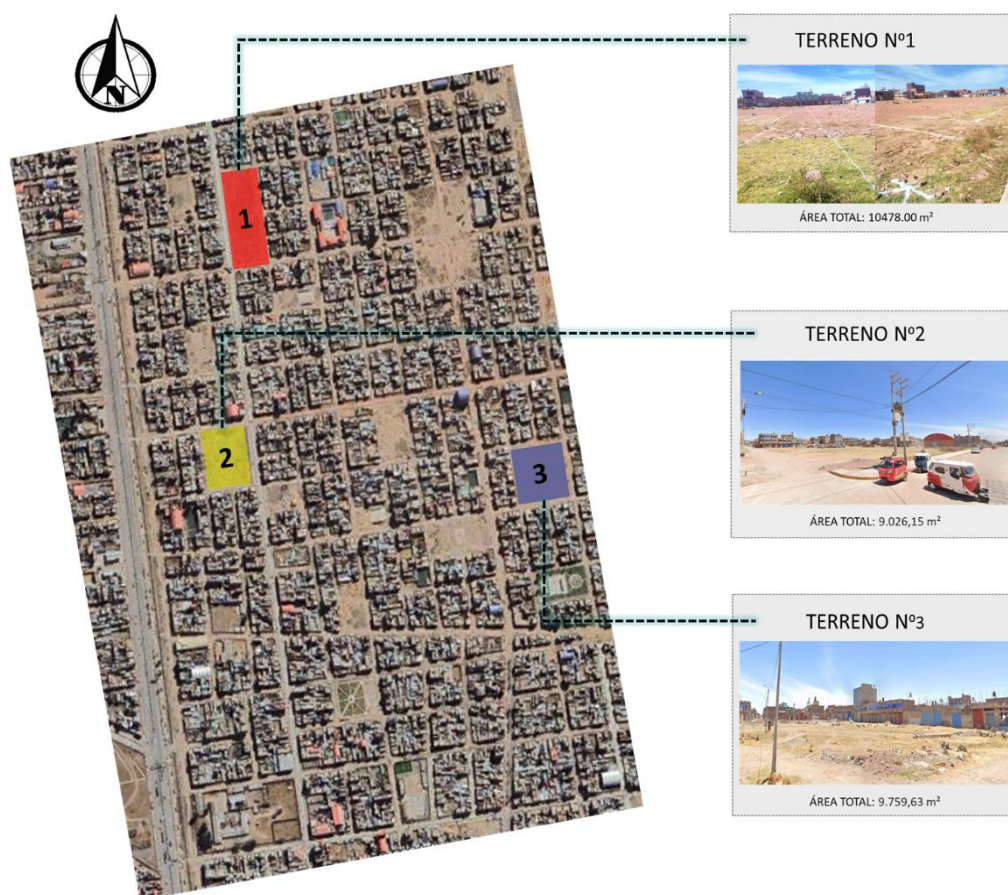 N
TERRENO Nº1
ÁREA TOTAL: 10478.00 m²
1
TERRENO Nº2
ÁREA TOTAL: 9.026,15 m²
2
3
TERRENO Nº3
ÁREA TOTAL: 9.759,63 m²